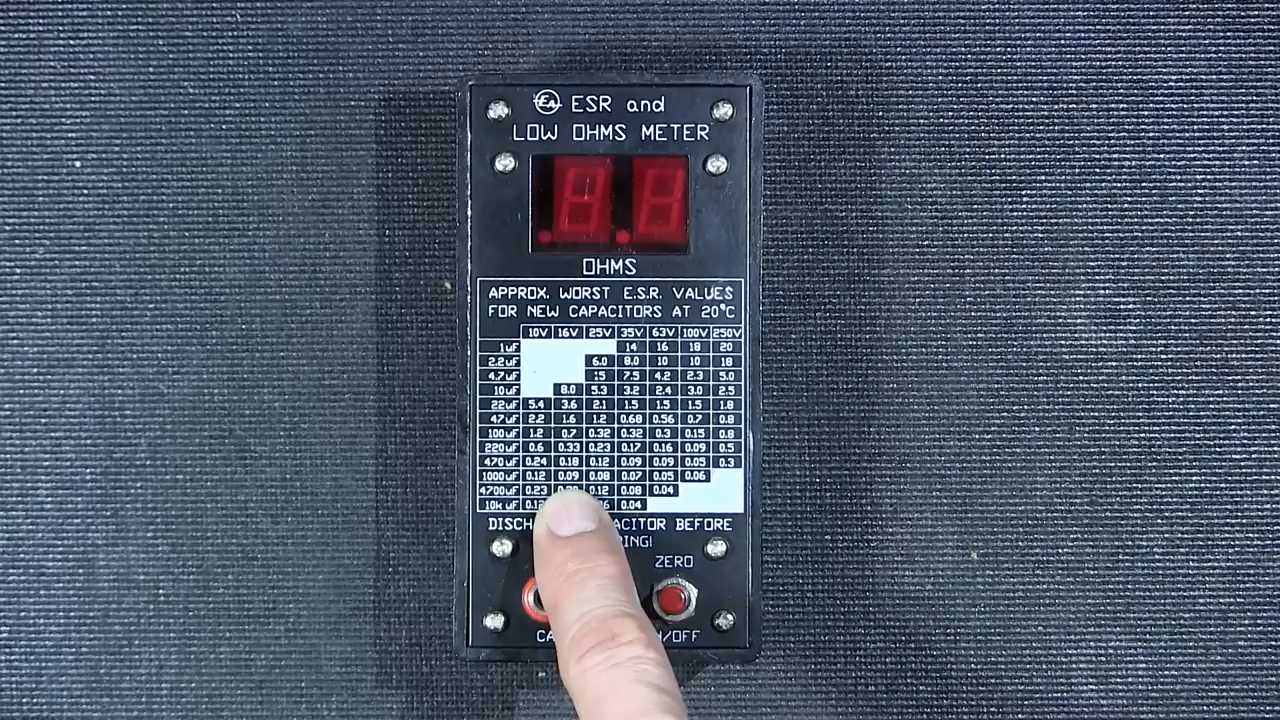 EA ESR and
LOW OHMS METER
OHMS
APPROX. WORST E.S.R. VALUES
FOR NEW CAPACITORS AT 20°C
10V 16V 25V 35V 63V 100V 250V
1uF 14 16 18 20
2.2uF 6.0 8.0 10 10 18
4.7uF 15 7.5 4.2 2.3 5.0
10uF 8.0 5.3 3.2 2.4 3.0 2.5
22uF 5.4 3.6 2.1 1.5 1.5 1.5 1.8
47uF 2.2 1.6 1.2 0.68 0.56 0.7 0.8
100uF 1.2 0.7 0.32 0.32 0.3 0.15 0.8
220uF 0.6 0.33 0.23 0.17 0.16 0.09 0.5
470uF 0.24 0.18 0.12 0.09 0.09 0.05 0.3
1000uF 0.12 0.09 0.08 0.07 0.05 0.06
4700uF 0.23 0.12 0.08 0.04
10k uF 0.04
BEFORE
ZERO